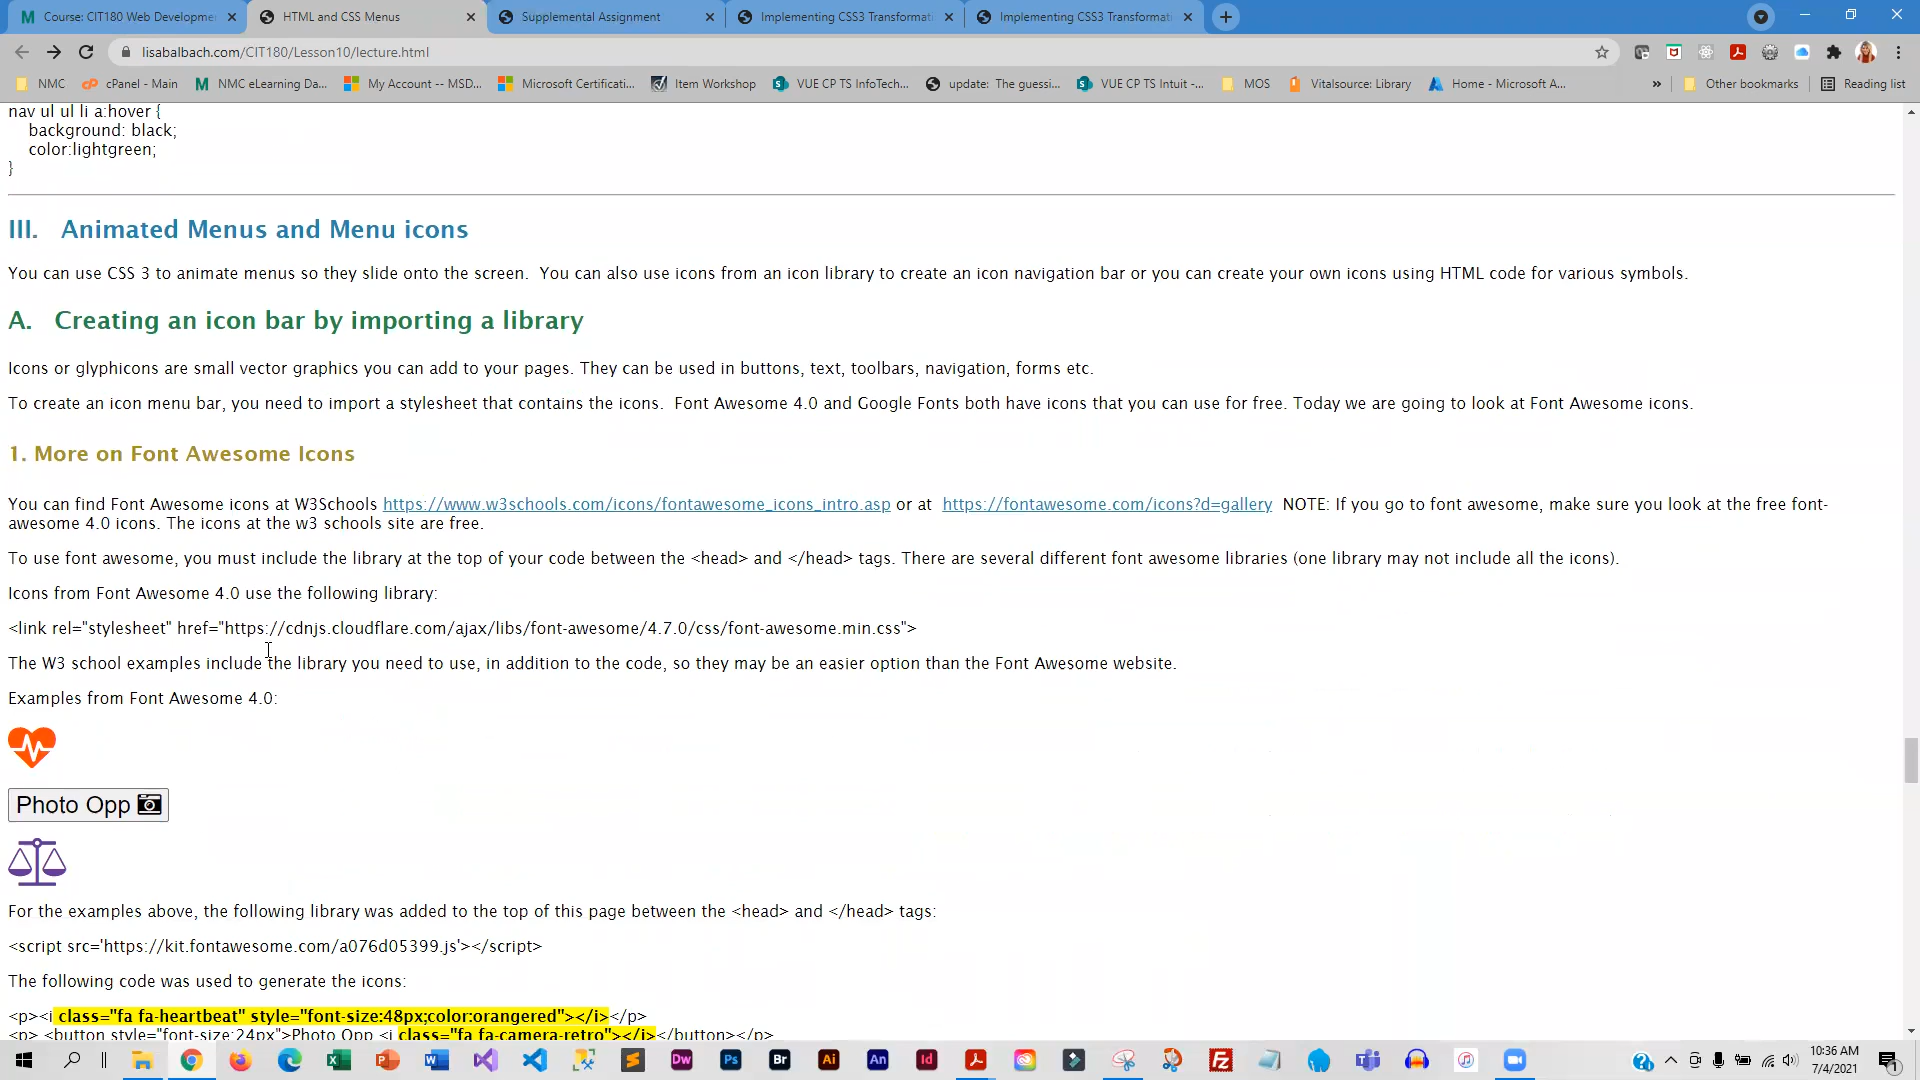 Course: CIT180 Web Developme
HTML and CSS Menus
Supplemental Assignment
Implementing CSS3 Transformati
Implementing CSS3 Transformati
lisabalbach.com/CIT180/Lesson10/lecture.html
NMC
cPanel - Main
NMC eLearning Da...
My Account -- MSD...
Microsoft Certificati...
Item Workshop
VUE CP TS InfoTech...
update: The guessi...
VUE CP TS Intuit -...
MOS
Vitalsource: Library
Home - Microsoft A...
»
Other bookmarks
Reading list
nav ul ul li a:hover {
background: black;
color:lightgreen;
}
III. Animated Menus and Menu icons
You can use CSS 3 to animate menus so they slide onto the screen. You can also use icons from an icon library to create an icon navigation bar or you can create your own icons using HTML code for various symbols.
A. Creating an icon bar by importing a library
Icons or glyphicons are small vector graphics you can add to your pages. They can be used in buttons, text, toolbars, navigation, forms etc.
To create an icon menu bar, you need to import a stylesheet that contains the icons. Font Awesome 4.0 and Google Fonts both have icons that you can use for free. Today we are going to look at Font Awesome icons.
1. More on Font Awesome Icons
You can find Font Awesome icons at W3Schools https://www.w3schools.com/icons/fontawesome_icons_intro.asp or at https://fontawesome.com/icons?d=gallery NOTE: If you go to font awesome, make sure you look at the free font-
awesome 4.0 icons. The icons at the w3 schools site are free.
To use font awesome, you must include the library at the top of your code between the <head> and </head> tags. There are several different font awesome libraries (one library may not include all the icons).
Icons from Font Awesome 4.0 use the following library:
<link rel="stylesheet" href="https://cdnjs.cloudflare.com/ajax/libs/font-awesome/4.7.0/css/font-awesome.min.css">
The W3 school examples include the library you need to use, in addition to the code, so they may be an easier option than the Font Awesome website.
Examples from Font Awesome 4.0:
Photo Opp
For the examples above, the following library was added to the top of this page between the <head> and </head> tags:
<script src='https://kit.fontawesome.com/a076d05399.js'></script>
The following code was used to generate the icons:
<p><i class="fa fa-heartbeat" style="font-size:48px;color:orangered"></i></p>
<p> <button style="font-size:24px">Photo Opp <i class="fa fa-camera-retro"></i></button></p>
Dw
Ps
Br
Ai
An
Id
10:36 AM
7/4/2021